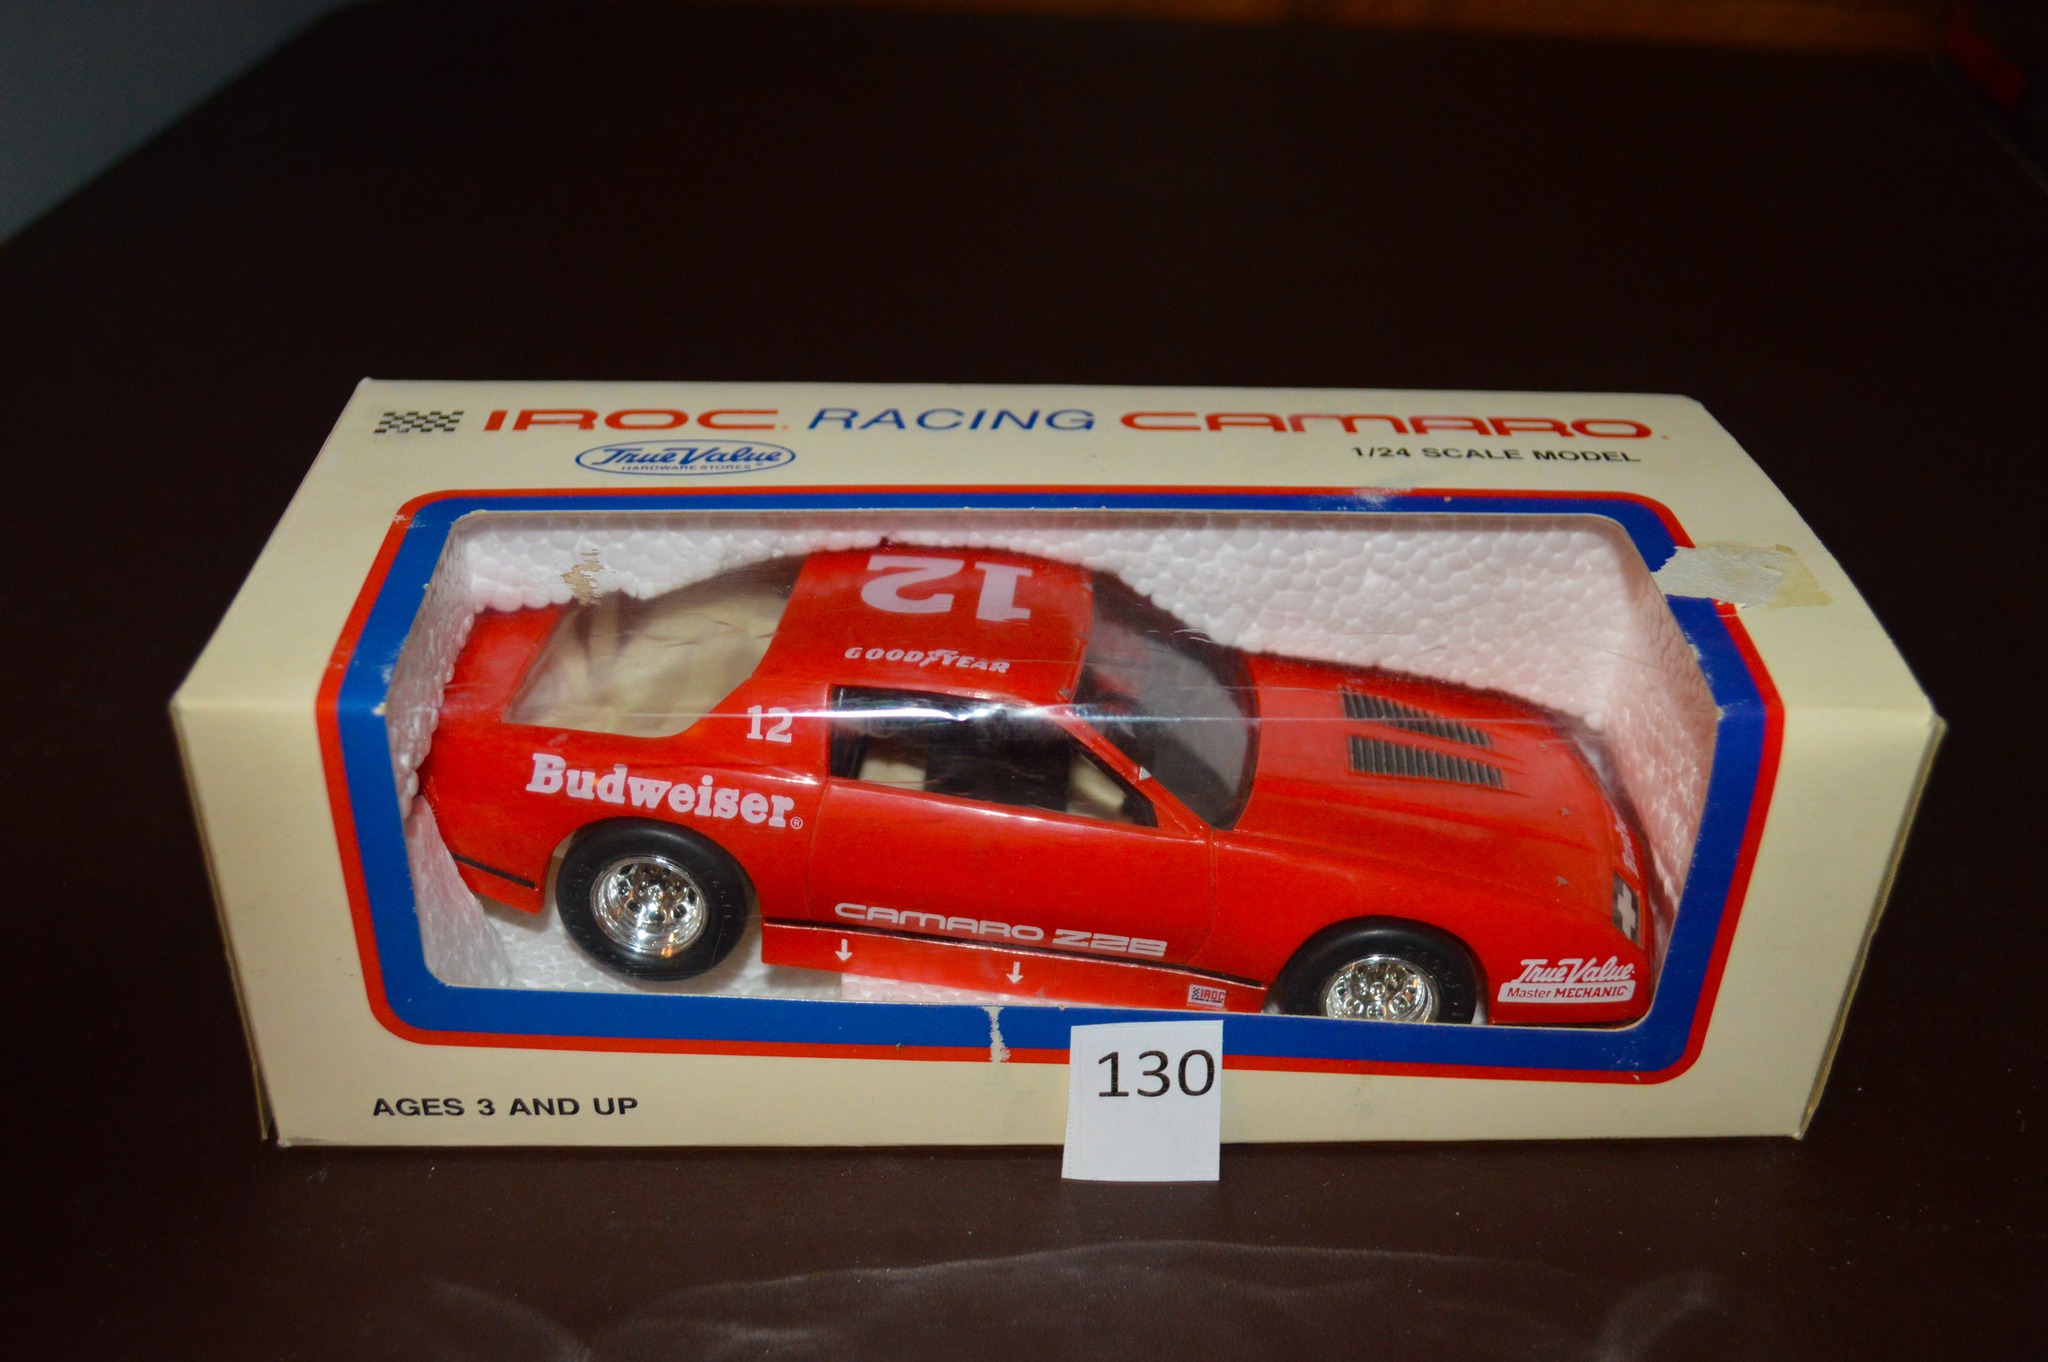 IROC. RACING CAMARO.
True Value
HARDWARE STORES®
1/24 SCALE MODEL
12
GOODYEAR
12
Budweiser®
CAMARO Z28
IROC
True Value
Master MECHANIC
130
AGES 3 AND UP